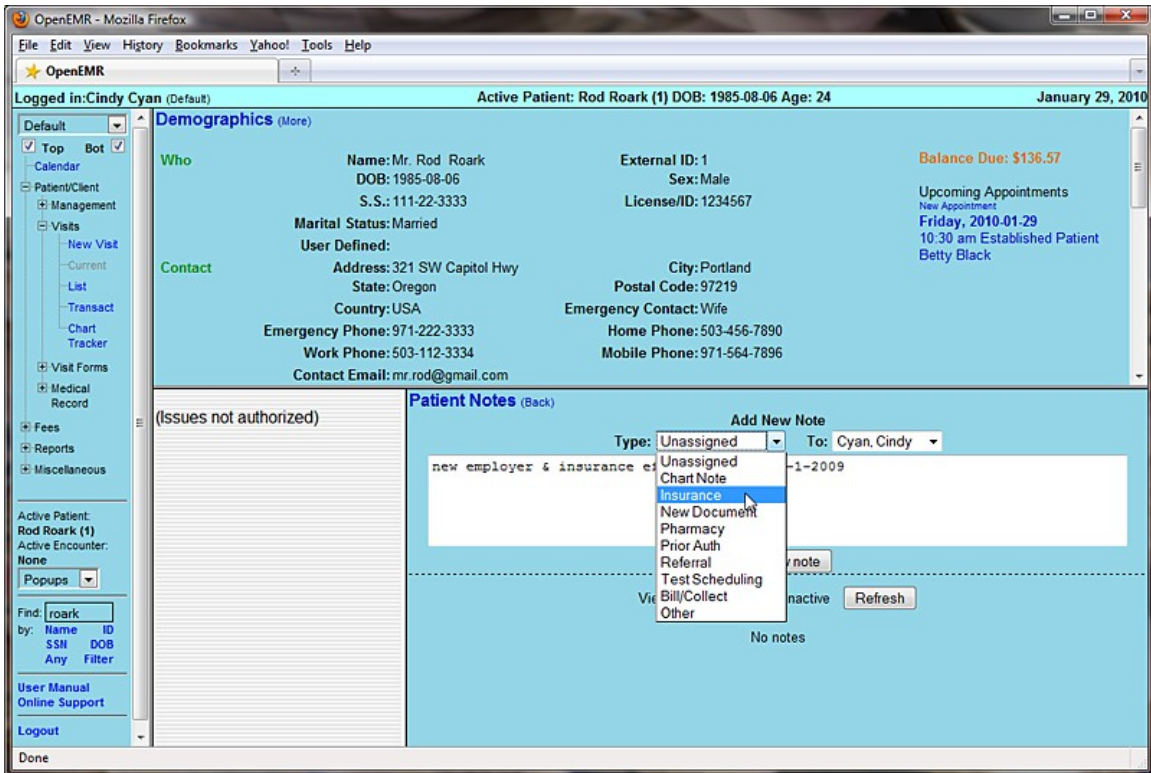 OpenEMR - Mozilla Firefox
File Edit View History Bookmarks Yahoo! Tools Help
OpenEMR
Logged in:Cindy Cyan (Default) Active Patient: Rod Roark (1) DOB: 1985-08-06 Age: 24 January 29, 2010
Default
Top Bot
Calendar
Patient/Client
Management
Visits
New Visit
Current
List
Transact
Chart
Tracker
Visit Forms
Medical
Record
Fees
Reports
Miscellaneous
Active Patient:
Rod Roark (1)
Active Encounter:
None
Popups
Find: roark
by: Name ID
SSN DOB
Any Filter
User Manual
Online Support
Logout
Demographics (More)
Who Name: Mr. Rod Roark External ID: 1
DOB: 1985-08-06 Sex: Male
S.S.: 111-22-3333 License/ID: 1234567
Marital Status: Married
User Defined:
Contact Address: 321 SW Capitol Hwy City: Portland
State: Oregon Postal Code: 97219
Country: USA Emergency Contact: Wife
Emergency Phone: 971-222-3333 Home Phone: 503-456-7890
Work Phone: 503-112-3334 Mobile Phone: 971-564-7896
Contact Email: mr.rod@gmail.com
Balance Due: $136.57
Upcoming Appointments
New Appointment
Friday, 2010-01-29
10:30 am Established Patient
Betty Black
(Issues not authorized)
Patient Notes (Back)
Add New Note
Type: Unassigned To: Cyan, Cindy
new employer & insurance -1-2009
Unassigned
Chart Note
Insurance
New Document
Pharmacy
Prior Auth
Referral
Test Scheduling
Bill/Collect
Other
note
Refresh
No notes
Done